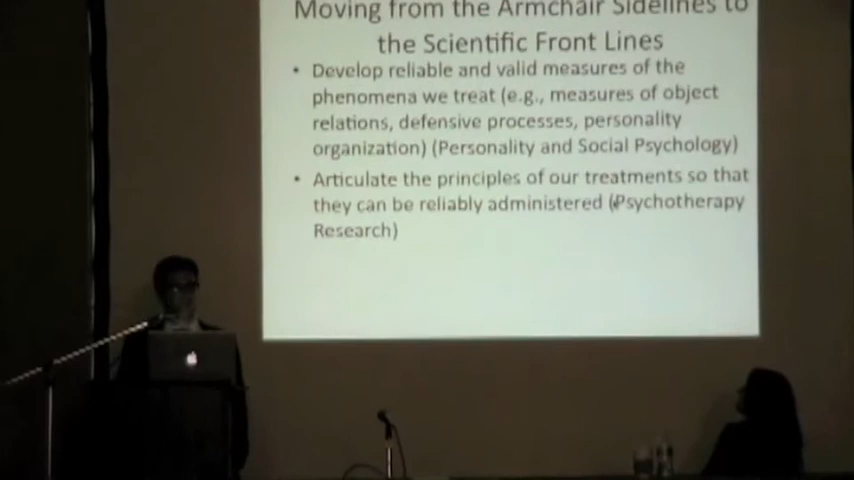 Moving from the Armchair Sidelines to
the Scientific Front Lines
• Develop reliable and valid measures of the
phenomena we treat (e.g., measures of object
relations, defensive processes, personality
organization) (Personality and Social Psychology)
• Articulate the principles of our treatments so that
they can be reliably administered (Psychotherapy
Research)